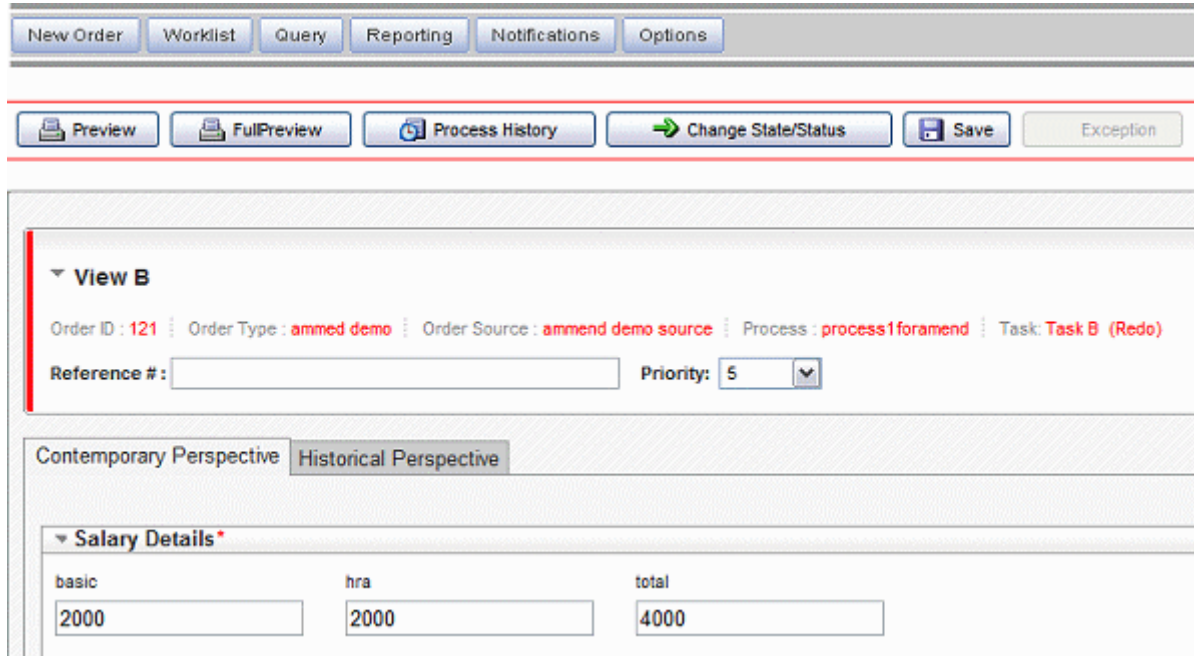 New Order Worklist Query Reporting Notifications Options
Preview FullPreview Process History Change State/Status Save Exception
View B
Order ID : 121 Order Type : ammed demo Order Source : ammend demo source Process : process1foramend Task: Task B (Redo)
Reference # : Priority: 5
Contemporary Perspective Historical Perspective
Salary Details*
basic hra total
2000 2000 4000